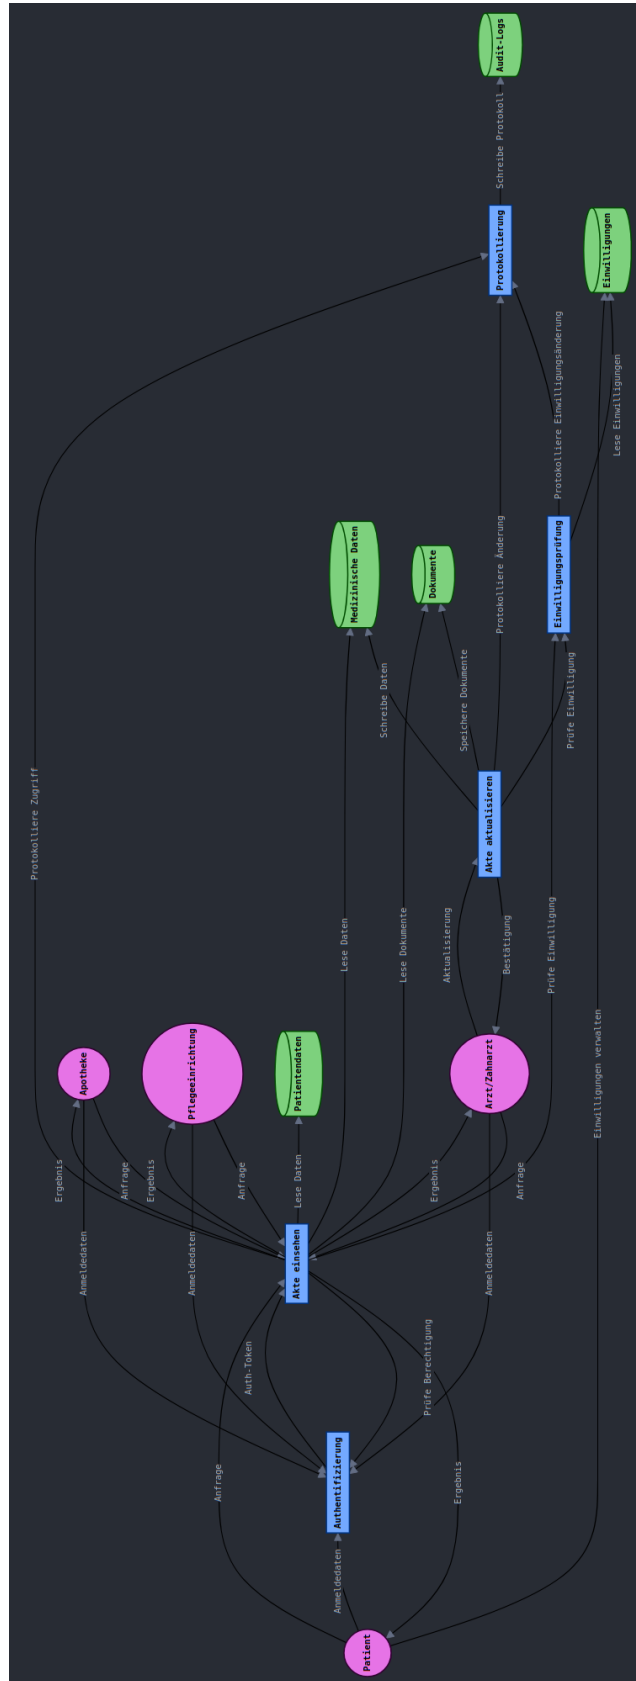 Audit-Logs
Schreibe Protokoll
Protokollierung
Einwilligungen
Protokolliere Einwilligungsänderung
Lese Einwilligungen
Medizinische Daten
Dokumente
Protokolliere Änderung
Einwilligungsprüfung
Schreibe Daten
Speichere Dokumente
Prüfe Einwilligung
Protokolliere Zugriff
Akte aktualisieren
Lese Daten
Lese Dokumente
Aktualisierung
Bestätigung
Prüfe Einwilligung
Apotheke
Pflegeeinrichtung
Patientendaten
Arzt/Zahnarzt
Einwilligungen verwalten
Ergebnis
Anfrage
Ergebnis
Anfrage
Lese Daten
Ergebnis
Anfrage
Anmeldedaten
Anmeldedaten
Akte einsehen
Anmeldedaten
Auth-Token
Prüfe Berechtigung
Anfrage
Authentifizierung
Ergebnis
Anmeldedaten
Patient